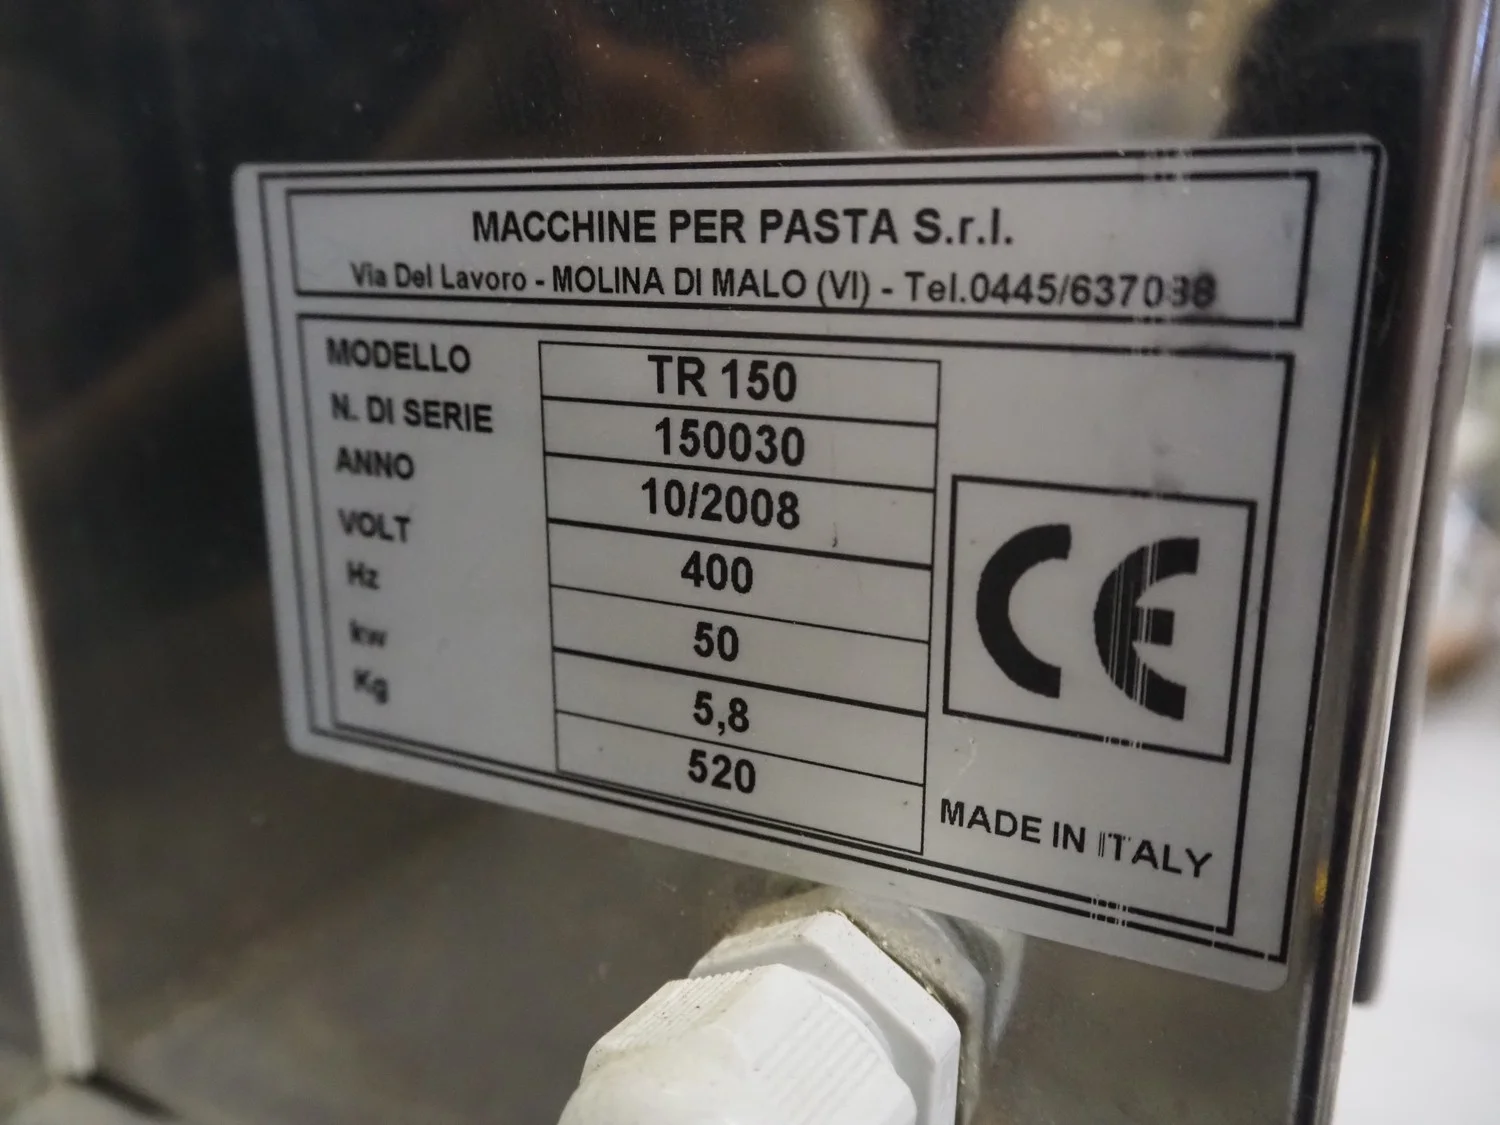 MACCHINE PER PASTA S.r.l.
Via Del Lavoro - MOLINA DI MALO (VI) - Tel.0445/637038
MODELLO TR 150
N. DI SERIE 150030
ANNO 10/2008
VOLT 400
Hz 50
kw 5,8
Kg 520
CE
MADE IN ITALY